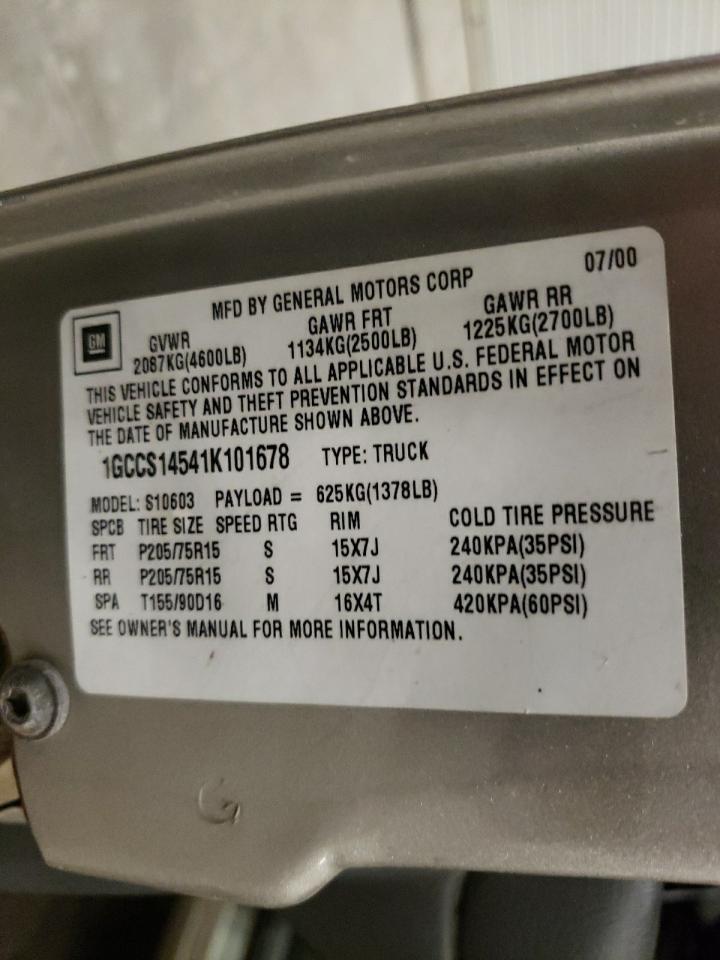 07/00
MFD BY GENERAL MOTORS CORP
GM
GVWR GAWR FRT GAWR RR
2087KG(4600LB) 1134KG(2500LB) 1225KG(2700LB)
THIS VEHICLE CONFORMS TO ALL APPLICABLE U.S. FEDERAL MOTOR
VEHICLE SAFETY AND THEFT PREVENTION STANDARDS IN EFFECT ON
THE DATE OF MANUFACTURE SHOWN ABOVE.
1GCCS14541K101678 TYPE: TRUCK
MODEL: S10603 PAYLOAD = 625KG(1378LB)
SPCB TIRE SIZE SPEED RTG RIM COLD TIRE PRESSURE
FRT P205/75R15 S 15X7J 240KPA(35PSI)
RR P205/75R15 S 15X7J 240KPA(35PSI)
SPA T155/90D16 M 16X4T 420KPA(60PSI)
SEE OWNER'S MANUAL FOR MORE INFORMATION.
G